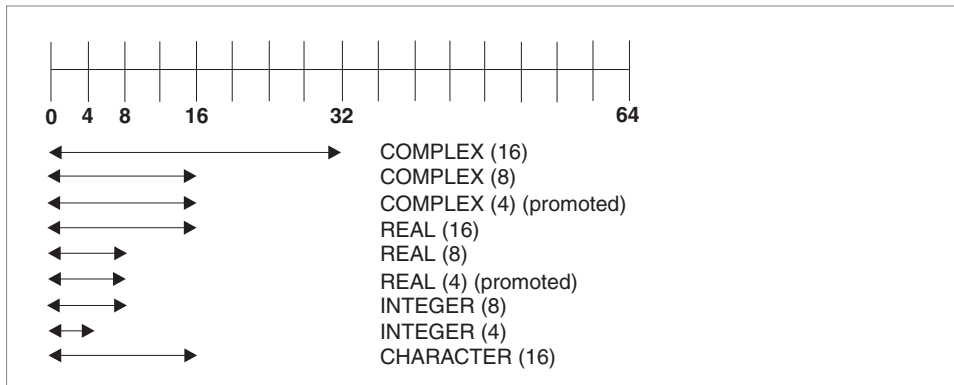 0 4 8 16 32 64
COMPLEX (16)
COMPLEX (8)
COMPLEX (4) (promoted)
REAL (16)
REAL (8)
REAL (4) (promoted)
INTEGER (8)
INTEGER (4)
CHARACTER (16)